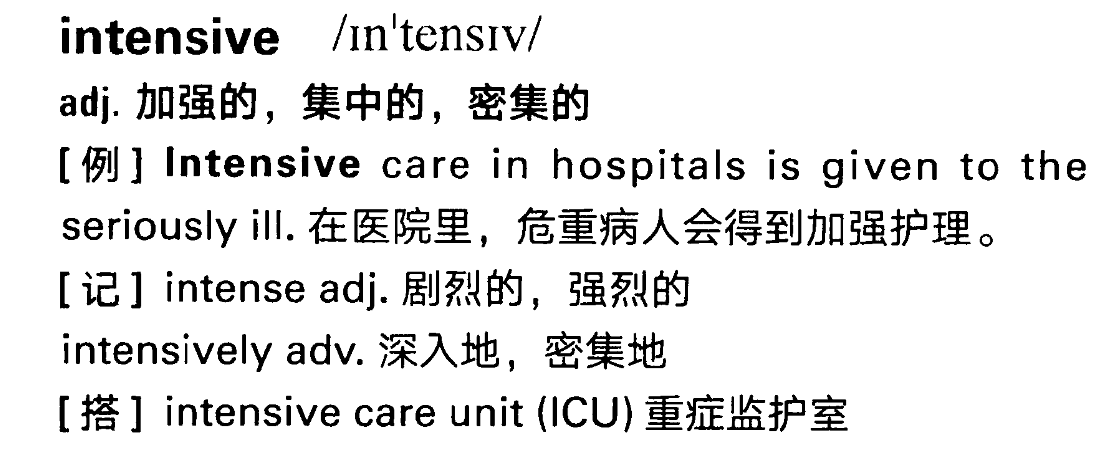 intensive /ɪn'tensɪv/
adj. 加强的，集中的，密集的
[例] Intensive care in hospitals is given to the
seriously ill. 在医院里，危重病人会得到加强护理。
[记] intense adj. 剧烈的，强烈的
intensively adv. 深入地，密集地
[搭] intensive care unit (ICU) 重症监护室